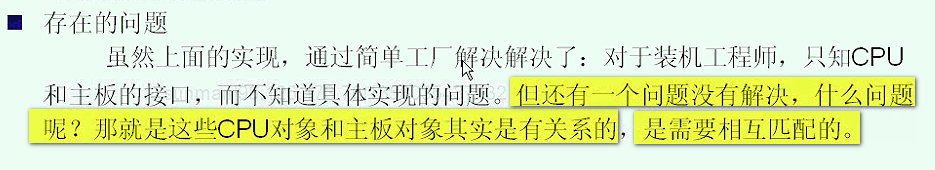 存在的问题
虽然上面的实现，通过简单工厂解决解决了：对于装机工程师，只知CPU
和主板的接口，而不知道具体实现的问题。但还有一个问题没有解决，什么问题
呢？那就是这些CPU对象和主板对象其实是有关系的，是需要相互匹配的。